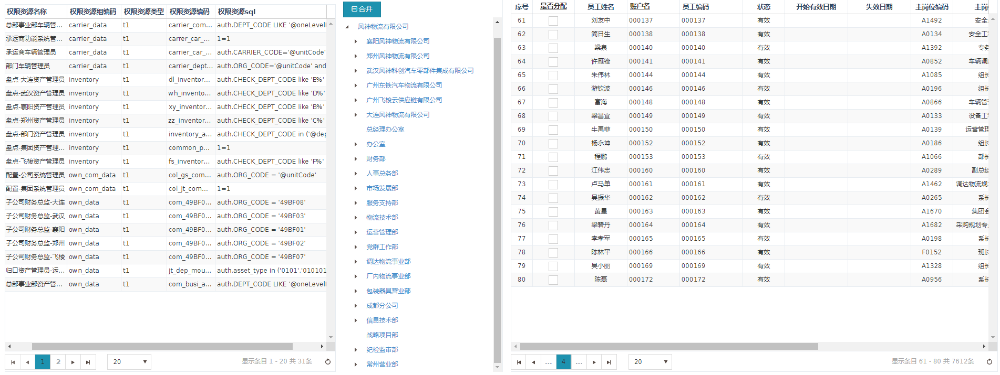 权限资源名称 权限资源组编码 权限资源类型 权限资源编码 权限资源sql
总部事业部车辆管... carrier_data t1 carrier_com... auth.DEPT_CODE LIKE '@oneLevel
承运商功能系统管... carrier_data t1 carrer_car_... 1=1
承运商车辆管理员 carrier_data t1 carrier_car_... auth.CARRIER_CODE='@unitCode'
部门车辆管理员 carrier_data t1 carrier_dept... auth.ORG_CODE='@unitCode' and
盘点-大连资产管理员 inventory t1 dl_inventor... auth.CHECK_DEPT_CODE like 'E%'
盘点-武汉资产管理员 inventory t1 wh_invento... auth.CHECK_DEPT_CODE like 'D%'
盘点-襄阳资产管理员 inventory t1 xy_inventor... auth.CHECK_DEPT_CODE like 'B%'
盘点-郑州资产管理员 inventory t1 zz_inventor... auth.CHECK_DEPT_CODE like 'C%'
盘点-部门资产管理员 inventory t1 inventory_a... auth.CHECK_DEPT_CODE in ('@dep
盘点-集团资产管理... inventory t1 common_p... 1=1
盘点-飞梭资产管理员 inventory t1 fs_inventor... auth.CHECK_DEPT_CODE like 'F%'
配置-公司系统管理员 own_com_data t1 col_gs_com... auth.ORG_CODE = '@unitCode'
配置-集团系统管理员 own_com_data t1 col_jt_com... 1=1
子公司财务总监-大连 own_data t1 com_49BF0... auth.ORG_CODE = '49BF08'
子公司财务总监-武汉 own_data t1 com_49BF0... auth.ORG_CODE = '49BF03'
子公司财务总监-襄阳 own_data t1 com_49BF0... auth.ORG_CODE = '49BF01'
子公司财务总监-郑州 own_data t1 com_49BF0... auth.ORG_CODE = '49BF02'
子公司财务总监-飞梭 own_data t1 com_49BF0... auth.ORG_CODE = '49BF07'
归口资产管理员-运... own_data t1 jt_dep_mou... auth.asset_type in ('0101','010101
总部事业部资产管... own_data t1 com_busi_a... auth.DEPT_CODE LIKE '@oneLevel
1 2 20 显示条目 1 - 20 共 31条
合并
风神物流有限公司
襄阳风神物流有限公司
郑州风神物流有限公司
武汉风神科创汽车零部件集成有限公司
广州东铁汽车物流有限公司
广州飞梭云供应链有限公司
大连风神物流有限公司
总经理办公室
办公室
财务部
人事总务部
市场发展部
服务支持部
物流技术部
运营管理部
党群工作部
调达物流事业部
厂内物流事业部
包装器具营业部
成都分公司
信息技术部
战略项目部
纪检监审部
常州营业部
序号 是否分配 员工姓名 账户名 员工编码 状态 开始有效日期 失效日期 主岗位编码 主岗
61 刘友中 000137 000137 有效 A1492 安全
62 简日生 000138 000138 有效 A0134 安全工
63 梁泉 000140 000140 有效 A1392 专务
64 许雁锋 000141 000141 有效 A0852 车辆调
65 朱伟林 000144 000144 有效 A1085 组长
66 游钦波 000146 000146 有效 A0196 组长
67 富海 000148 000148 有效 A0866 车辆管
68 梁昌宜 000149 000149 有效 A0133 设备工
69 牛禹菲 000150 000150 有效 A0139 运营管理
70 杨永坤 000152 000152 有效 A0186 组长
71 程鹏 000153 000153 有效 A1066 部长
72 江伟忠 000160 000160 有效 A0289 副总经
73 卢马单 000161 000161 有效 A1462 调达物流规
74 吴振华 000162 000162 有效 A0265 系长
75 黄星 000163 000163 有效 A1670 集团会
76 梁碧丹 000164 000164 有效 A1682 采购规划专
77 李孝军 000165 000165 有效 A0198 系长
78 陈林平 000166 000166 有效 F0152 班长
79 吴小丽 000169 000169 有效 A1328 组长
80 陈磊 000172 000172 有效 A0956 系长
... 4 ... 20 显示条目 61 - 80 共 7612条